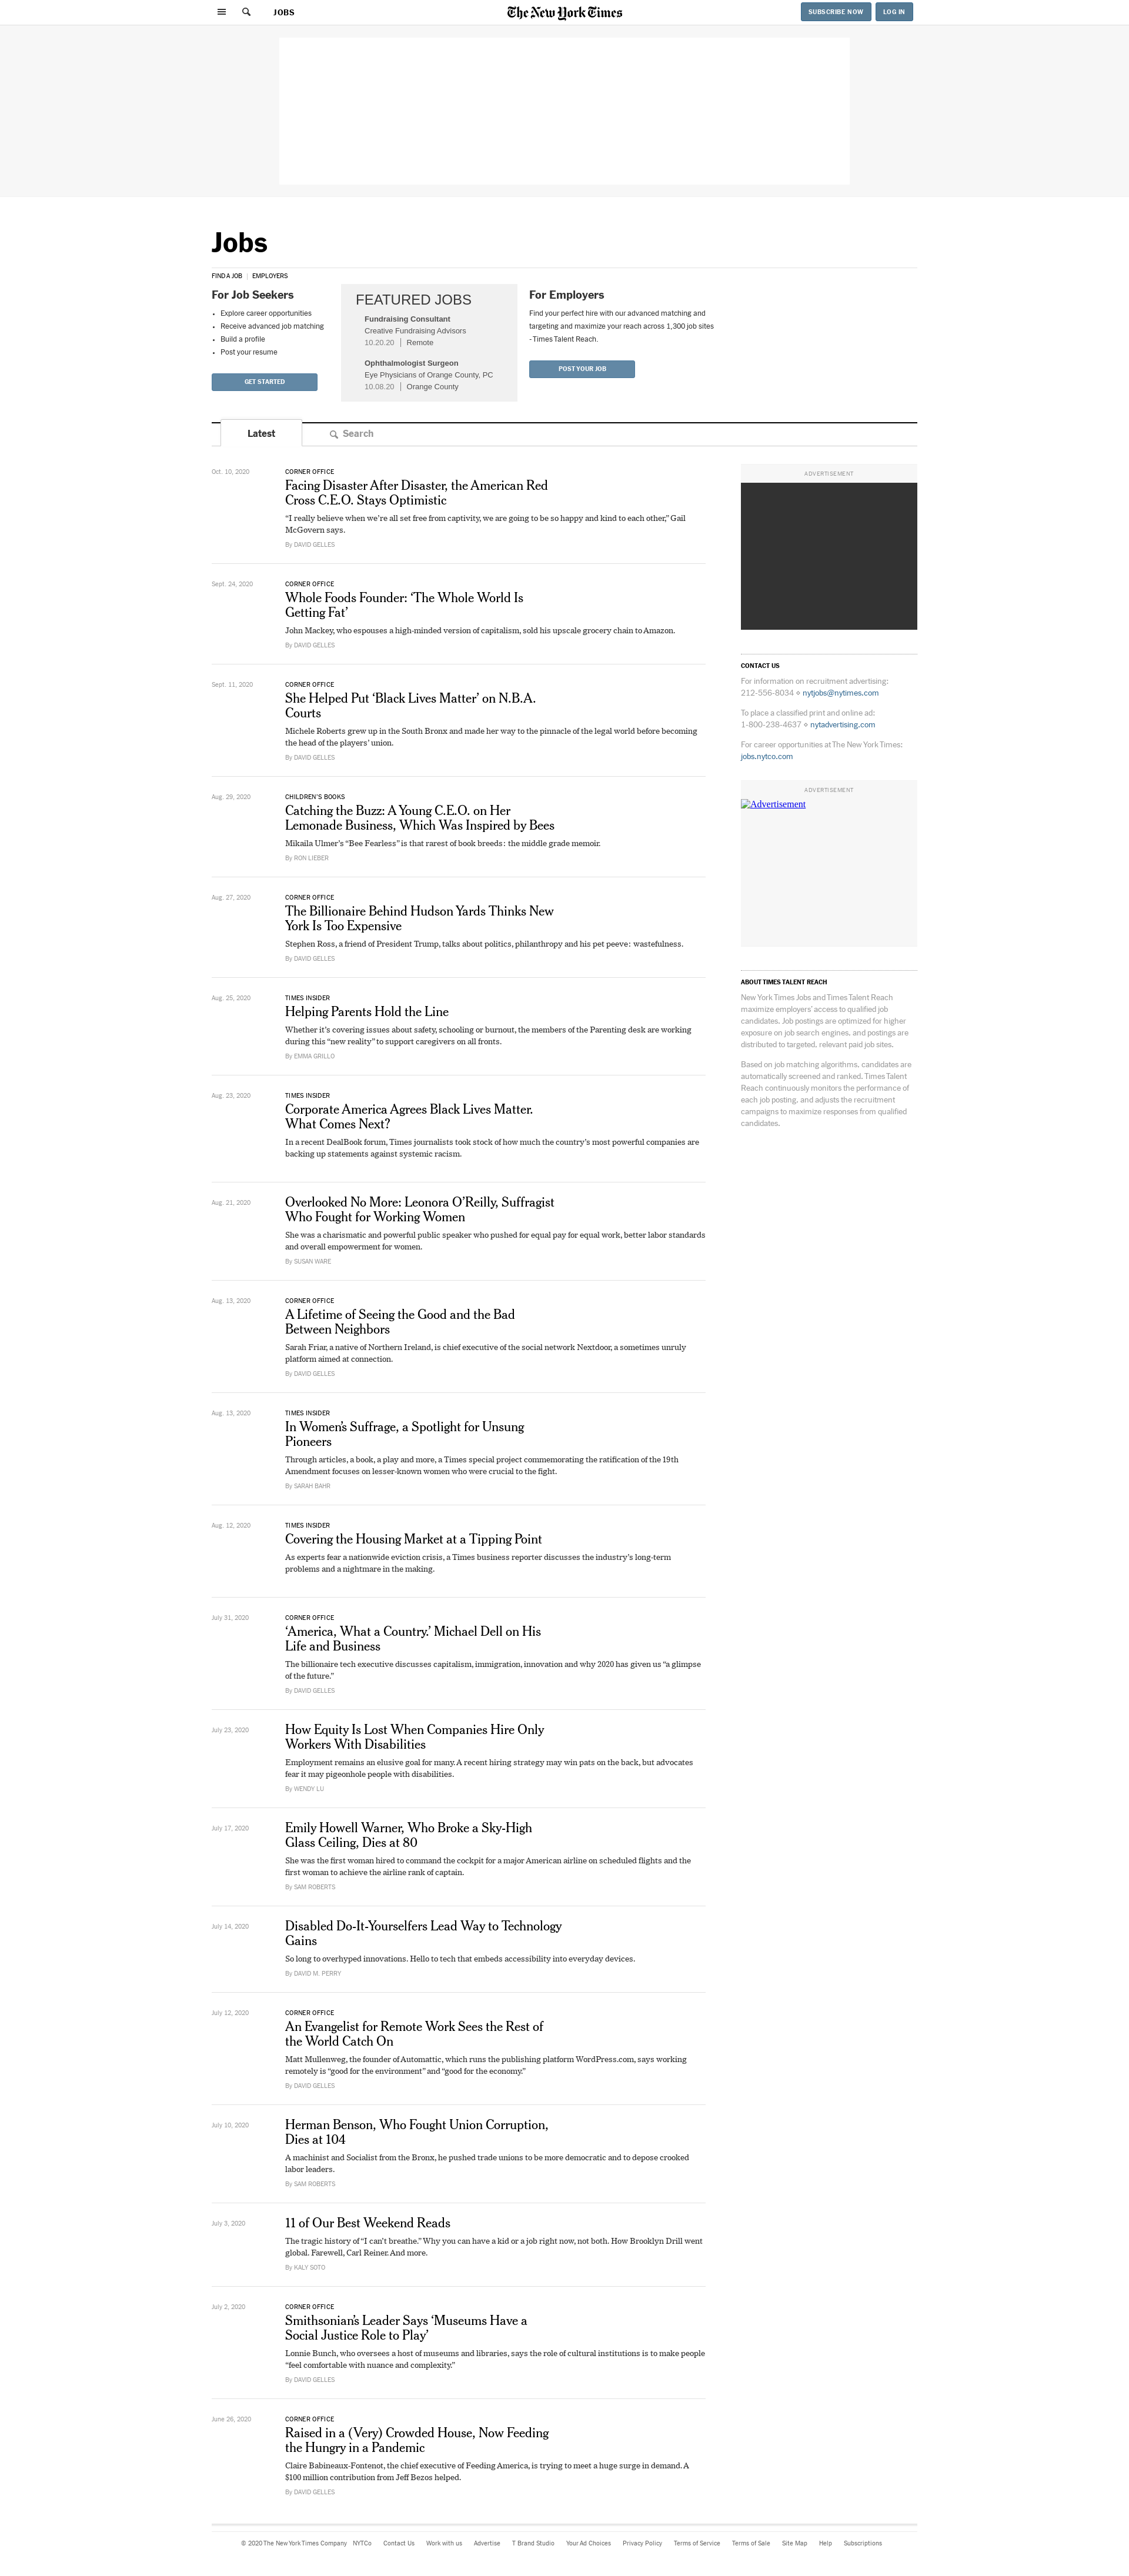 JOBS
The New York Times
SUBSCRIBE NOW
LOG IN
Jobs
FIND A JOB
EMPLOYERS
For Job Seekers
• Explore career opportunities
• Receive advanced job matching
• Build a profile
• Post your resume
GET STARTED
FEATURED JOBS
Fundraising Consultant
Creative Fundraising Advisors
10.20.20 | Remote
Ophthalmologist Surgeon
Eye Physicians of Orange County, PC
10.08.20 | Orange County
For Employers
Find your perfect hire with our advanced matching and
targeting and maximize your reach across 1,300 job sites
- Times Talent Reach.
POST YOUR JOB
Latest
Search
Oct. 10, 2020
CORNER OFFICE
Facing Disaster After Disaster, the American Red
Cross C.E.O. Stays Optimistic
“I really believe when we’re all set free from captivity, we are going to be so happy and kind to each other,” Gail
McGovern says.
By DAVID GELLES
Sept. 24, 2020
CORNER OFFICE
Whole Foods Founder: ‘The Whole World Is
Getting Fat’
John Mackey, who espouses a high-minded version of capitalism, sold his upscale grocery chain to Amazon.
By DAVID GELLES
Sept. 11, 2020
CORNER OFFICE
She Helped Put ‘Black Lives Matter’ on N.B.A.
Courts
Michele Roberts grew up in the South Bronx and made her way to the pinnacle of the legal world before becoming
the head of the players’ union.
By DAVID GELLES
Aug. 29, 2020
CHILDREN’S BOOKS
Catching the Buzz: A Young C.E.O. on Her
Lemonade Business, Which Was Inspired by Bees
Mikaila Ulmer’s “Bee Fearless” is that rarest of book breeds: the middle grade memoir.
By RON LIEBER
Aug. 27, 2020
CORNER OFFICE
The Billionaire Behind Hudson Yards Thinks New
York Is Too Expensive
Stephen Ross, a friend of President Trump, talks about politics, philanthropy and his pet peeve: wastefulness.
By DAVID GELLES
Aug. 25, 2020
TIMES INSIDER
Helping Parents Hold the Line
Whether it’s covering issues about safety, schooling or burnout, the members of the Parenting desk are working
during this “new reality” to support caregivers on all fronts.
By EMMA GRILLO
Aug. 23, 2020
TIMES INSIDER
Corporate America Agrees Black Lives Matter.
What Comes Next?
In a recent DealBook forum, Times journalists took stock of how much the country’s most powerful companies are
backing up statements against systemic racism.
Aug. 21, 2020
Overlooked No More: Leonora O’Reilly, Suffragist
Who Fought for Working Women
She was a charismatic and powerful public speaker who pushed for equal pay for equal work, better labor standards
and overall empowerment for women.
By SUSAN WARE
Aug. 13, 2020
CORNER OFFICE
A Lifetime of Seeing the Good and the Bad
Between Neighbors
Sarah Friar, a native of Northern Ireland, is chief executive of the social network Nextdoor, a sometimes unruly
platform aimed at connection.
By DAVID GELLES
Aug. 13, 2020
TIMES INSIDER
In Women’s Suffrage, a Spotlight for Unsung
Pioneers
Through articles, a book, a play and more, a Times special project commemorating the ratification of the 19th
Amendment focuses on lesser-known women who were crucial to the fight.
By SARAH BAHR
Aug. 12, 2020
TIMES INSIDER
Covering the Housing Market at a Tipping Point
As experts fear a nationwide eviction crisis, a Times business reporter discusses the industry’s long-term
problems and a nightmare in the making.
July 31, 2020
CORNER OFFICE
‘America, What a Country.’ Michael Dell on His
Life and Business
The billionaire tech executive discusses capitalism, immigration, innovation and why 2020 has given us “a glimpse
of the future.”
By DAVID GELLES
July 23, 2020
How Equity Is Lost When Companies Hire Only
Workers With Disabilities
Employment remains an elusive goal for many. A recent hiring strategy may win pats on the back, but advocates
fear it may pigeonhole people with disabilities.
By WENDY LU
July 17, 2020
Emily Howell Warner, Who Broke a Sky-High
Glass Ceiling, Dies at 80
She was the first woman hired to command the cockpit for a major American airline on scheduled flights and the
first woman to achieve the airline rank of captain.
By SAM ROBERTS
July 14, 2020
Disabled Do-It-Yourselfers Lead Way to Technology
Gains
So long to overhyped innovations. Hello to tech that embeds accessibility into everyday devices.
By DAVID M. PERRY
July 12, 2020
CORNER OFFICE
An Evangelist for Remote Work Sees the Rest of
the World Catch On
Matt Mullenweg, the founder of Automattic, which runs the publishing platform WordPress.com, says working
remotely is “good for the environment” and “good for the economy.”
By DAVID GELLES
July 10, 2020
Herman Benson, Who Fought Union Corruption,
Dies at 104
A machinist and Socialist from the Bronx, he pushed trade unions to be more democratic and to depose crooked
labor leaders.
By SAM ROBERTS
July 3, 2020
11 of Our Best Weekend Reads
The tragic history of “I can’t breathe.” Why you can have a kid or a job right now, not both. How Brooklyn Drill went
global. Farewell, Carl Reiner. And more.
By KALY SOTO
July 2, 2020
CORNER OFFICE
Smithsonian’s Leader Says ‘Museums Have a
Social Justice Role to Play’
Lonnie Bunch, who oversees a host of museums and libraries, says the role of cultural institutions is to make people
“feel comfortable with nuance and complexity.”
By DAVID GELLES
June 26, 2020
CORNER OFFICE
Raised in a (Very) Crowded House, Now Feeding
the Hungry in a Pandemic
Claire Babineaux-Fontenot, the chief executive of Feeding America, is trying to meet a huge surge in demand. A
$100 million contribution from Jeff Bezos helped.
By DAVID GELLES
ADVERTISEMENT
CONTACT US
For information on recruitment advertising:
212-556-8034 ⋄ nytjobs@nytimes.com
To place a classified print and online ad:
1-800-238-4637 ⋄ nytadvertising.com
For career opportunities at The New York Times:
jobs.nytco.com
ADVERTISEMENT
Advertisement
ABOUT TIMES TALENT REACH
New York Times Jobs and Times Talent Reach
maximize employers' access to qualified job
candidates. Job postings are optimized for higher
exposure on job search engines, and postings are
distributed to targeted, relevant paid job sites.
Based on job matching algorithms, candidates are
automatically screened and ranked. Times Talent
Reach continuously monitors the performance of
each job posting, and adjusts the recruitment
campaigns to maximize responses from qualified
candidates.
© 2020 The New York Times Company NYTCo Contact Us Work with us Advertise T Brand Studio Your Ad Choices Privacy Policy Terms of Service Terms of Sale Site Map Help Subscriptions